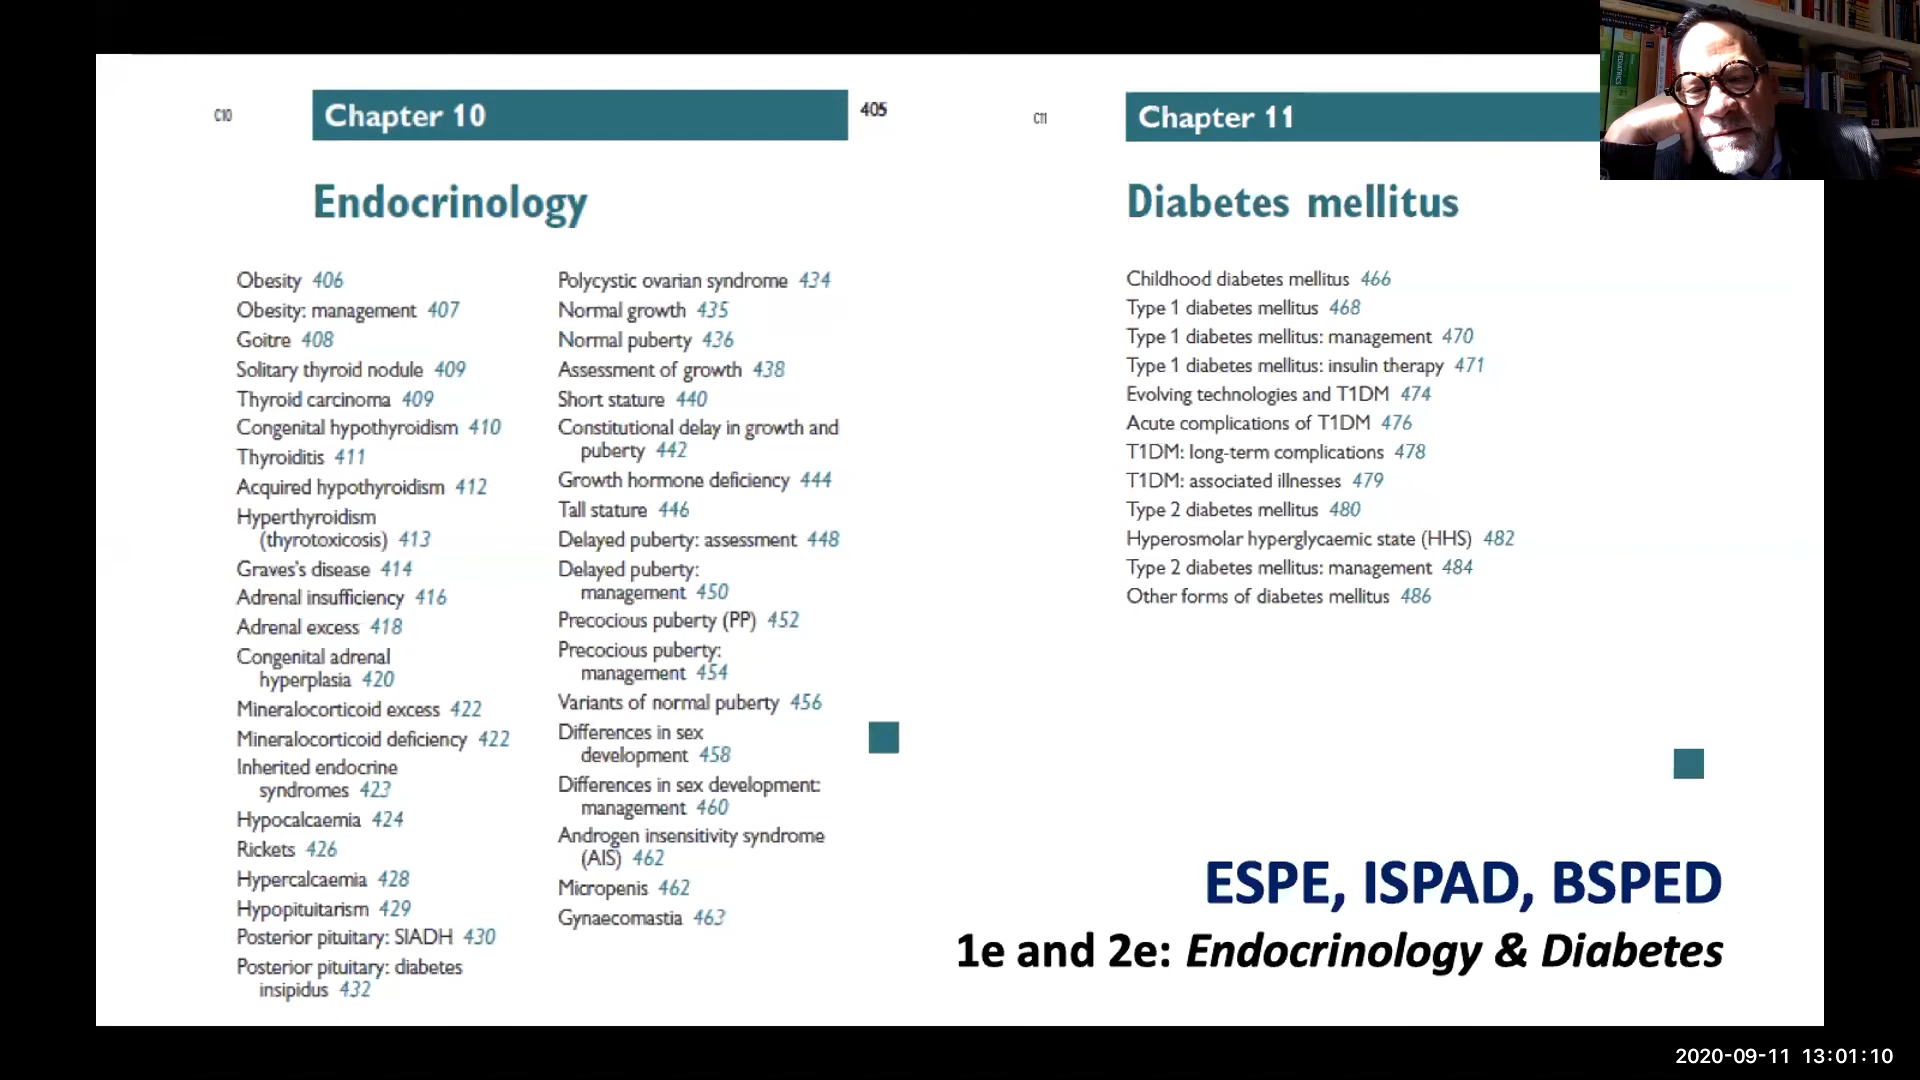 C10
Chapter 10
405
Endocrinology
Obesity 406
Obesity: management 407
Goitre 408
Solitary thyroid nodule 409
Thyroid carcinoma 409
Congenital hypothyroidism 410
Thyroiditis 411
Acquired hypothyroidism 412
Hyperthyroidism
(thyrotoxicosis) 413
Graves's disease 414
Adrenal insufficiency 416
Adrenal excess 418
Congenital adrenal
hyperplasia 420
Mineralocorticoid excess 422
Mineralocorticoid deficiency 422
Inherited endocrine
syndromes 423
Hypocalcaemia 424
Rickets 426
Hypercalcaemia 428
Hypopituitarism 429
Posterior pituitary: SIADH 430
Posterior pituitary: diabetes
insipidus 432
Polycystic ovarian syndrome 434
Normal growth 435
Normal puberty 436
Assessment of growth 438
Short stature 440
Constitutional delay in growth and
puberty 442
Growth hormone deficiency 444
Tall stature 446
Delayed puberty: assessment 448
Delayed puberty:
management 450
Precocious puberty (PP) 452
Precocious puberty:
management 454
Variants of normal puberty 456
Differences in sex
development 458
Differences in sex development:
management 460
Androgen insensitivity syndrome
(AIS) 462
Micropenis 462
Gynaecomastia 463
C11
Chapter 11
Diabetes mellitus
Childhood diabetes mellitus 466
Type 1 diabetes mellitus 468
Type 1 diabetes mellitus: management 470
Type 1 diabetes mellitus: insulin therapy 471
Evolving technologies and T1DM 474
Acute complications of T1DM 476
T1DM: long-term complications 478
T1DM: associated illnesses 479
Type 2 diabetes mellitus 480
Hyperosmolar hyperglycaemic state (HHS) 482
Type 2 diabetes mellitus: management 484
Other forms of diabetes mellitus 486
ESPE, ISPAD, BSPED
1e and 2e: Endocrinology & Diabetes
PEDIATRICS
2020-09-11 13:01:10